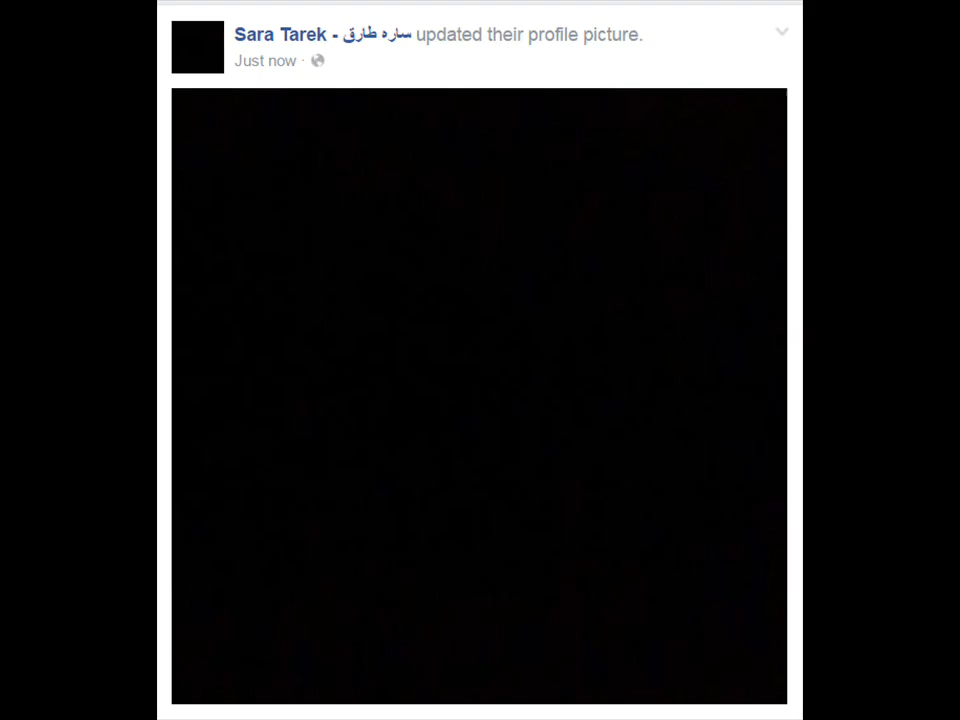 Sara Tarek - ساره طارق updated their profile picture.
Just now ·